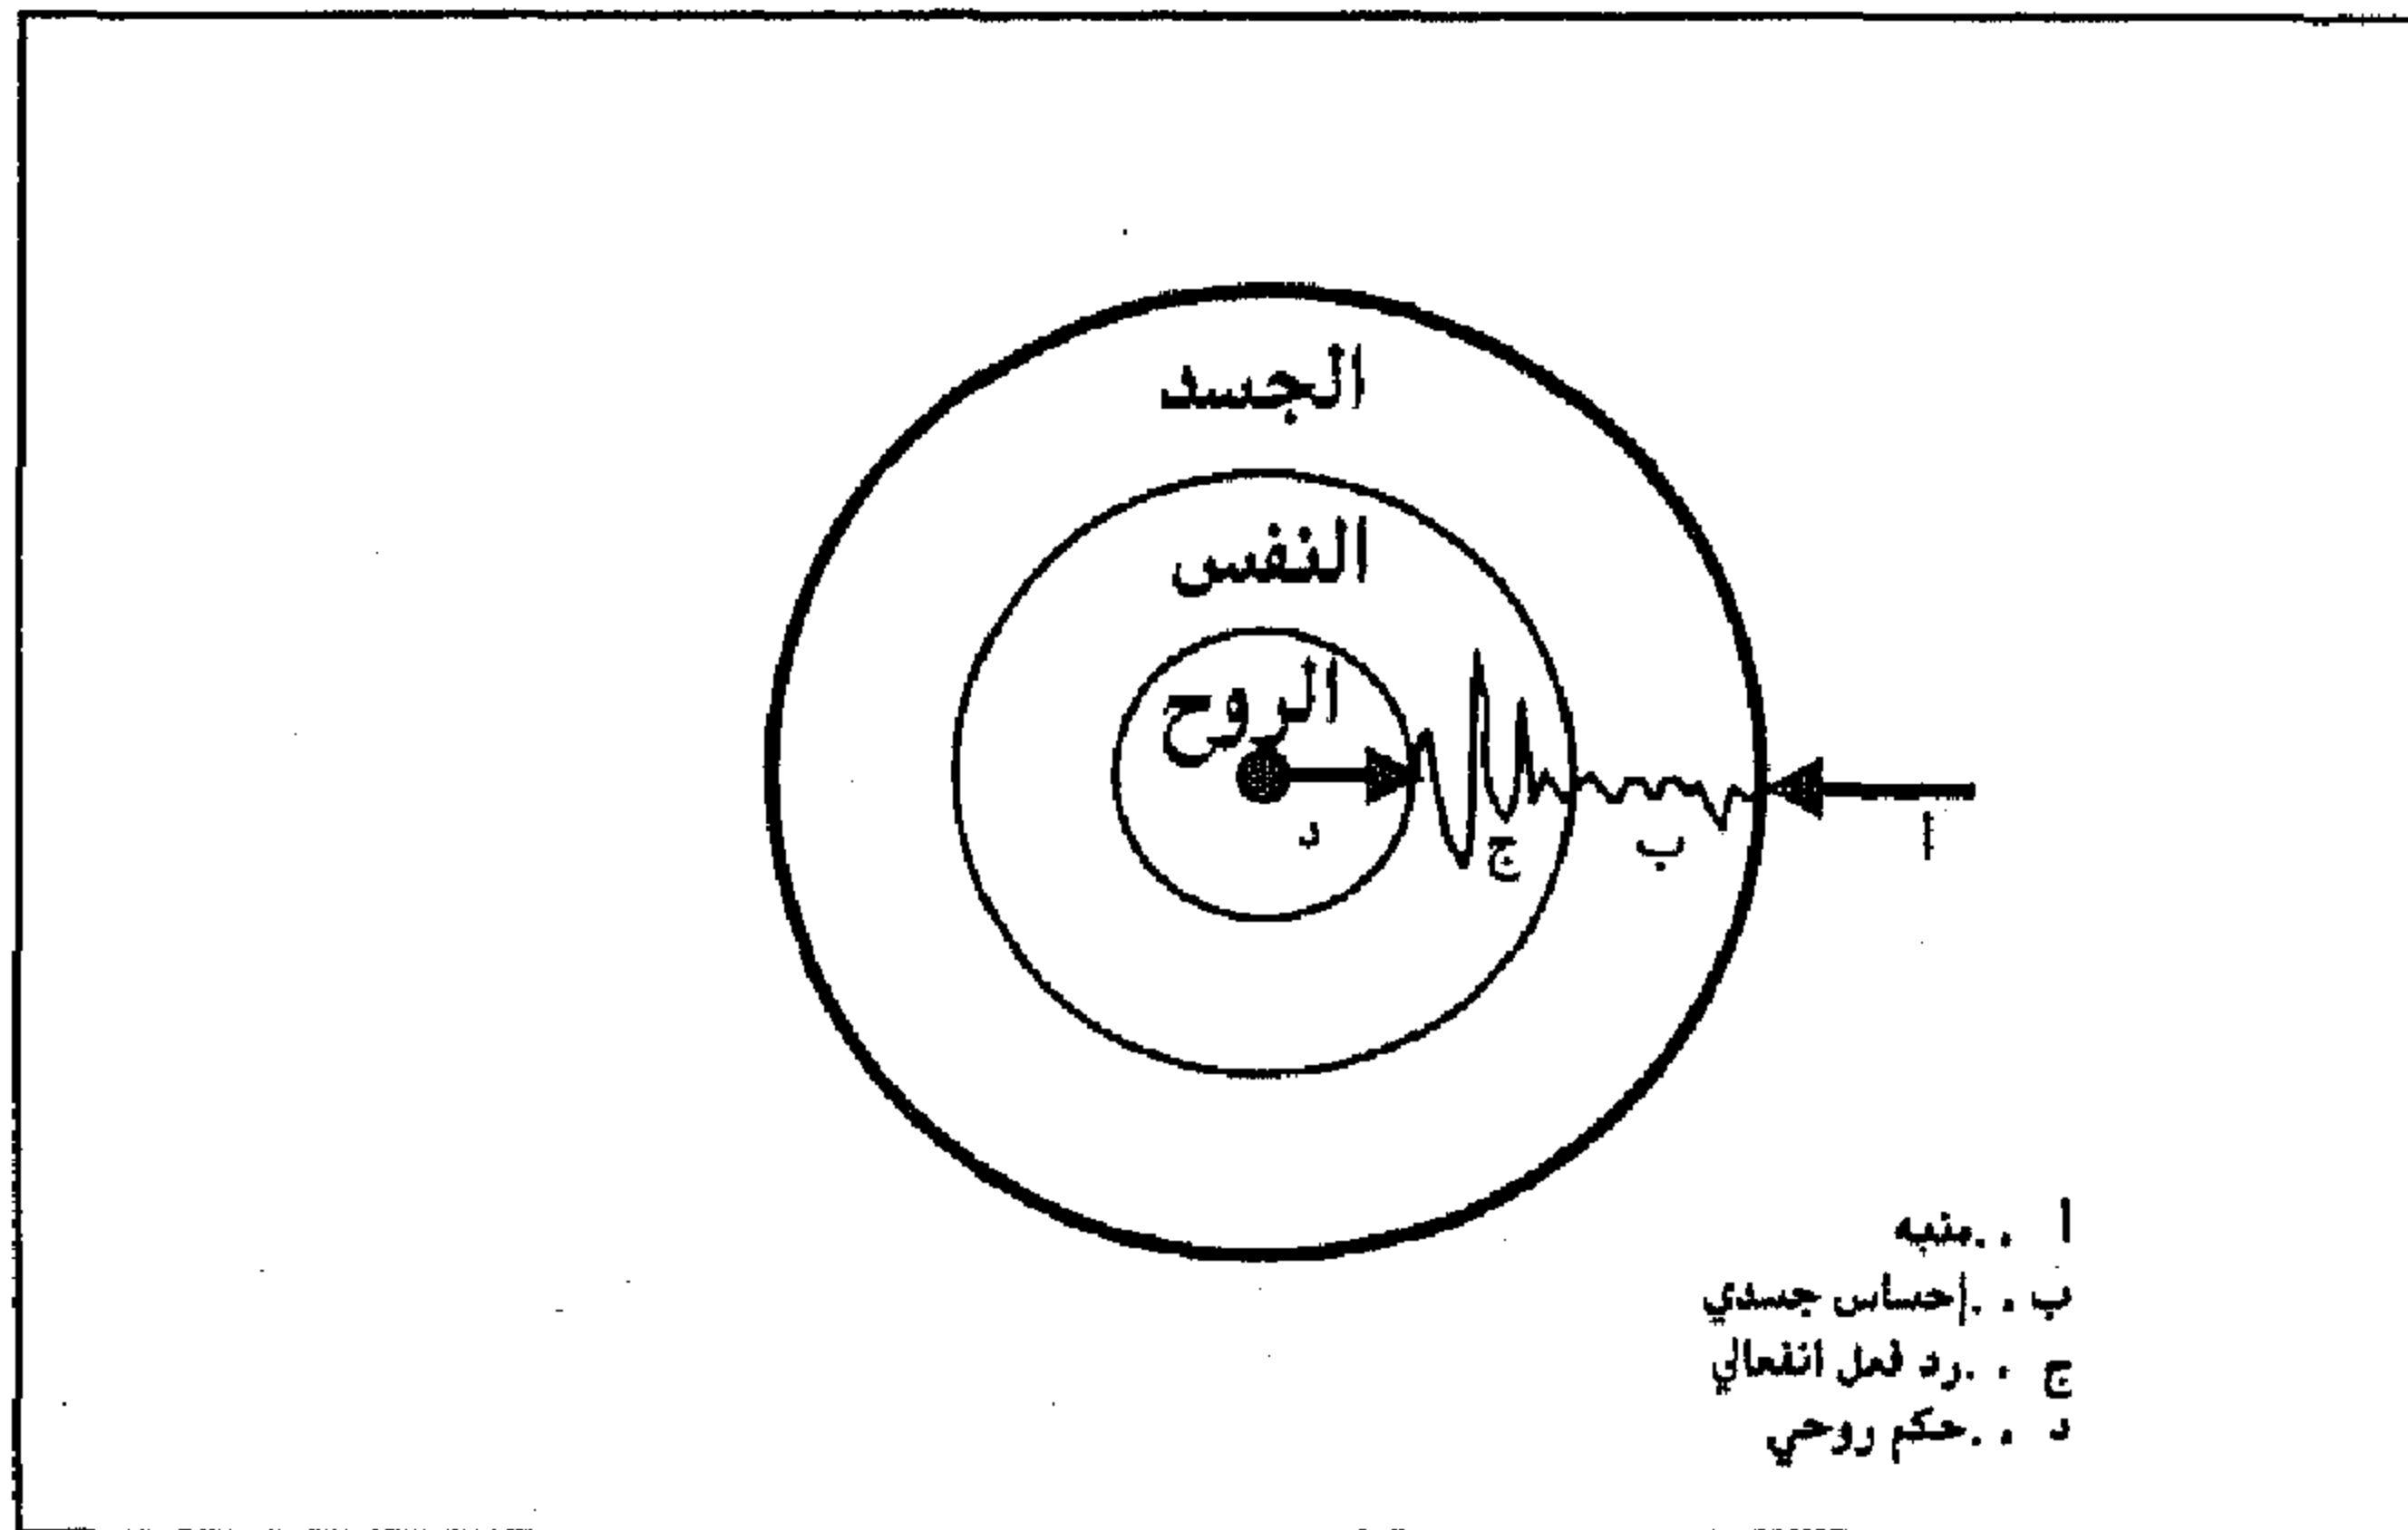 الجسد
النفس
الروح
د
ج
ب
أ
ا . . منبه
ب . . إحساس جسدي
ج . . رد فعل انفعالي
د . . حكم روحي